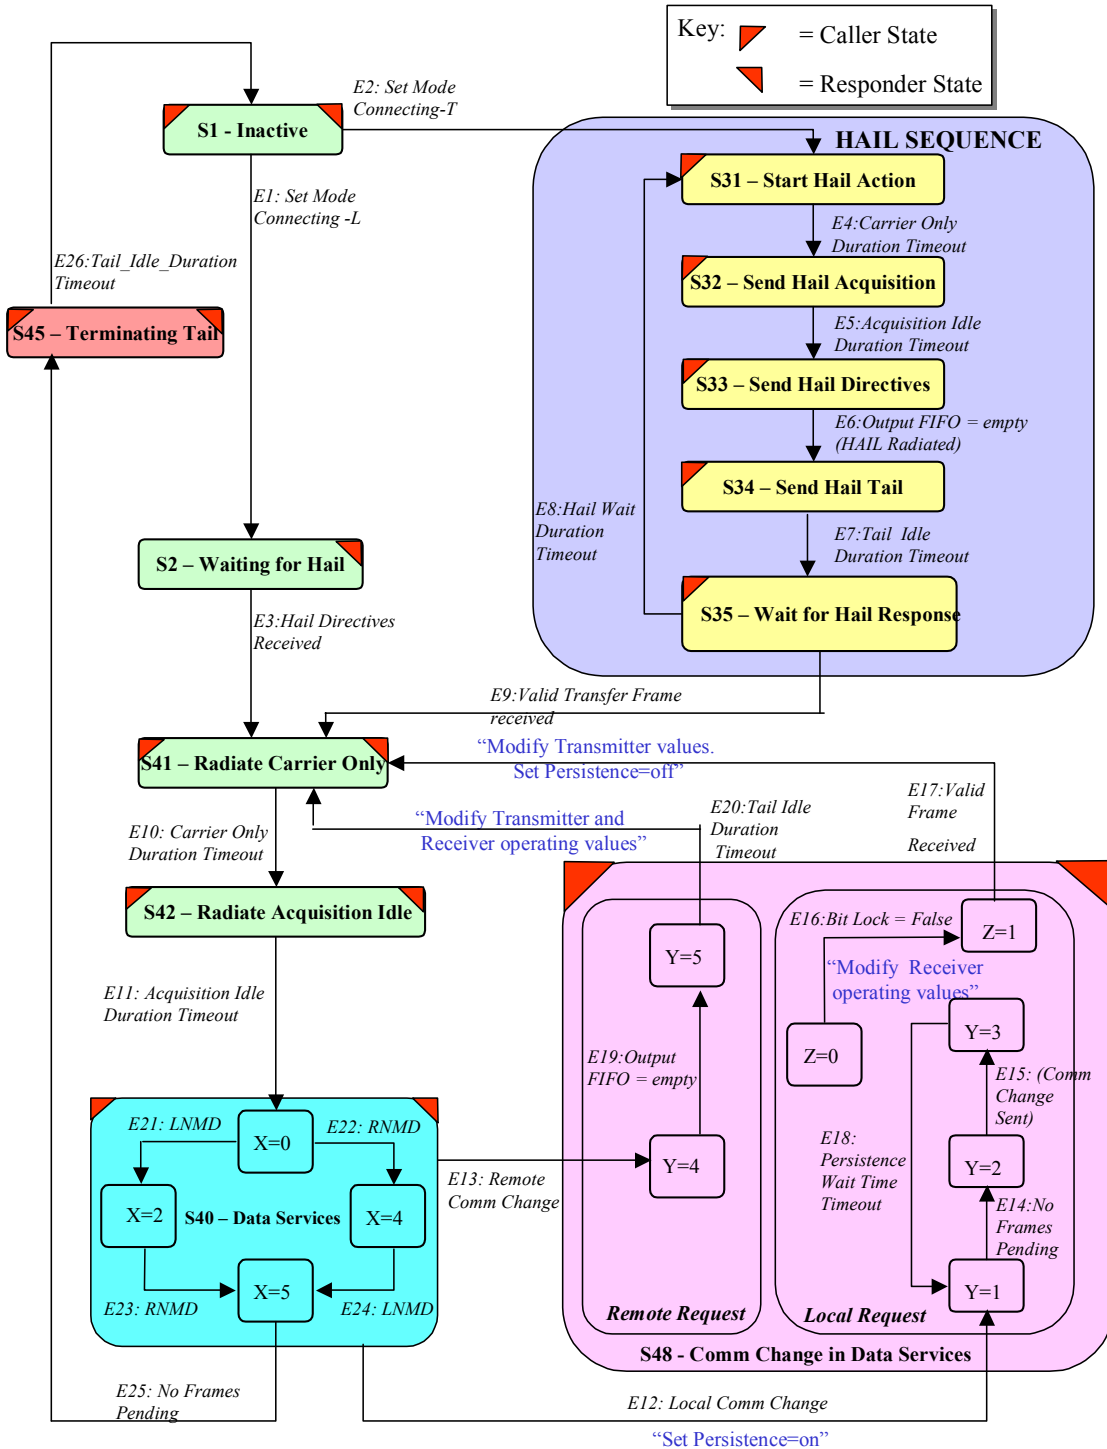 Key:
= Caller State
= Responder State
E2: Set Mode
Connecting-T
S1 - Inactive
HAIL SEQUENCE
S31 – Start Hail Action
E1: Set Mode
Connecting -L
E4:Carrier Only
Duration Timeout
E26:Tail_Idle_Duration
Timeout
S32 – Send Hail Acquisition
S45 – Terminating Tail
E5:Acquisition Idle
Duration Timeout
S33 – Send Hail Directives
E6:Output FIFO = empty
(HAIL Radiated)
S34 – Send Hail Tail
E8:Hail Wait
Duration
Timeout
E7:Tail Idle
Duration Timeout
S2 – Waiting for Hail
S35 – Wait for Hail Response
E3:Hail Directives
Received
E9:Valid Transfer Frame
received
S41 – Radiate Carrier Only
“Modify Transmitter values.
Set Persistence=off”
E17:Valid
Frame
Received
E20:Tail Idle
Duration
Timeout
“Modify Transmitter and
Receiver operating values”
E10: Carrier Only
Duration Timeout
S42 – Radiate Acquisition Idle
E16:Bit Lock = False
Z=1
Y=5
“Modify Receiver
operating values”
E11: Acquisition Idle
Duration Timeout
Y=3
Z=0
E19:Output
FIFO = empty
E15: (Comm
Change
Sent)
E21: LNMD
E22: RNMD
X=0
E18:
Persistence
Wait Time
Timeout
Y=4
Y=2
E13: Remote
Comm Change
X=2
S40 – Data Services
X=4
E14:No
Frames
Pending
X=5
Y=1
E23: RNMD
E24: LNMD
Remote Request
Local Request
S48 - Comm Change in Data Services
E25: No Frames
Pending
E12: Local Comm Change
“Set Persistence=on”